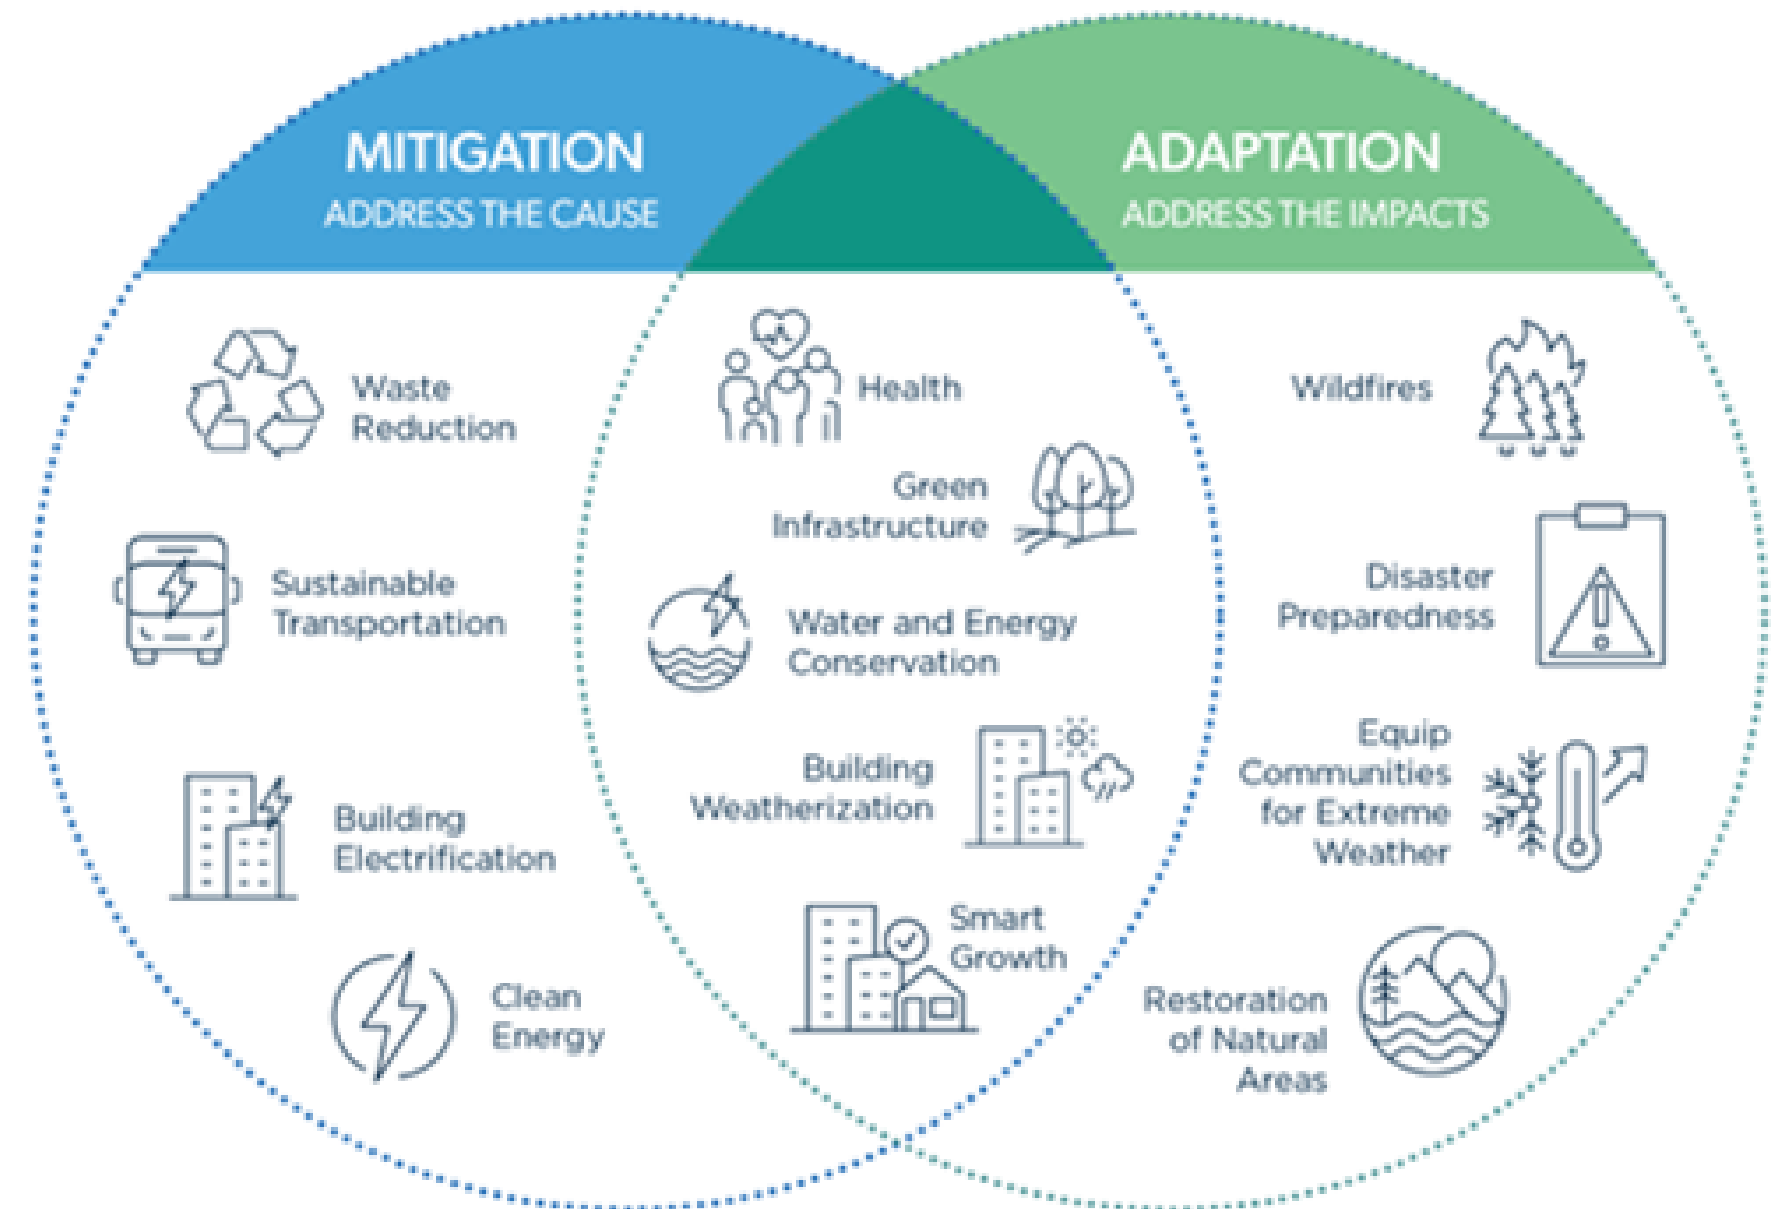 MITIGATION
ADDRESS THE CAUSE
ADAPTATION
ADDRESS THE IMPACTS
Waste
Reduction
Sustainable
Transportation
Building
Electrification
Clean
Energy
Health
Green
Infrastructure
Water and Energy
Conservation
Building
Weatherization
Smart
Growth
Wildfires
Disaster
Preparedness
Equip
Communities
for Extreme
Weather
Restoration
of Natural
Areas